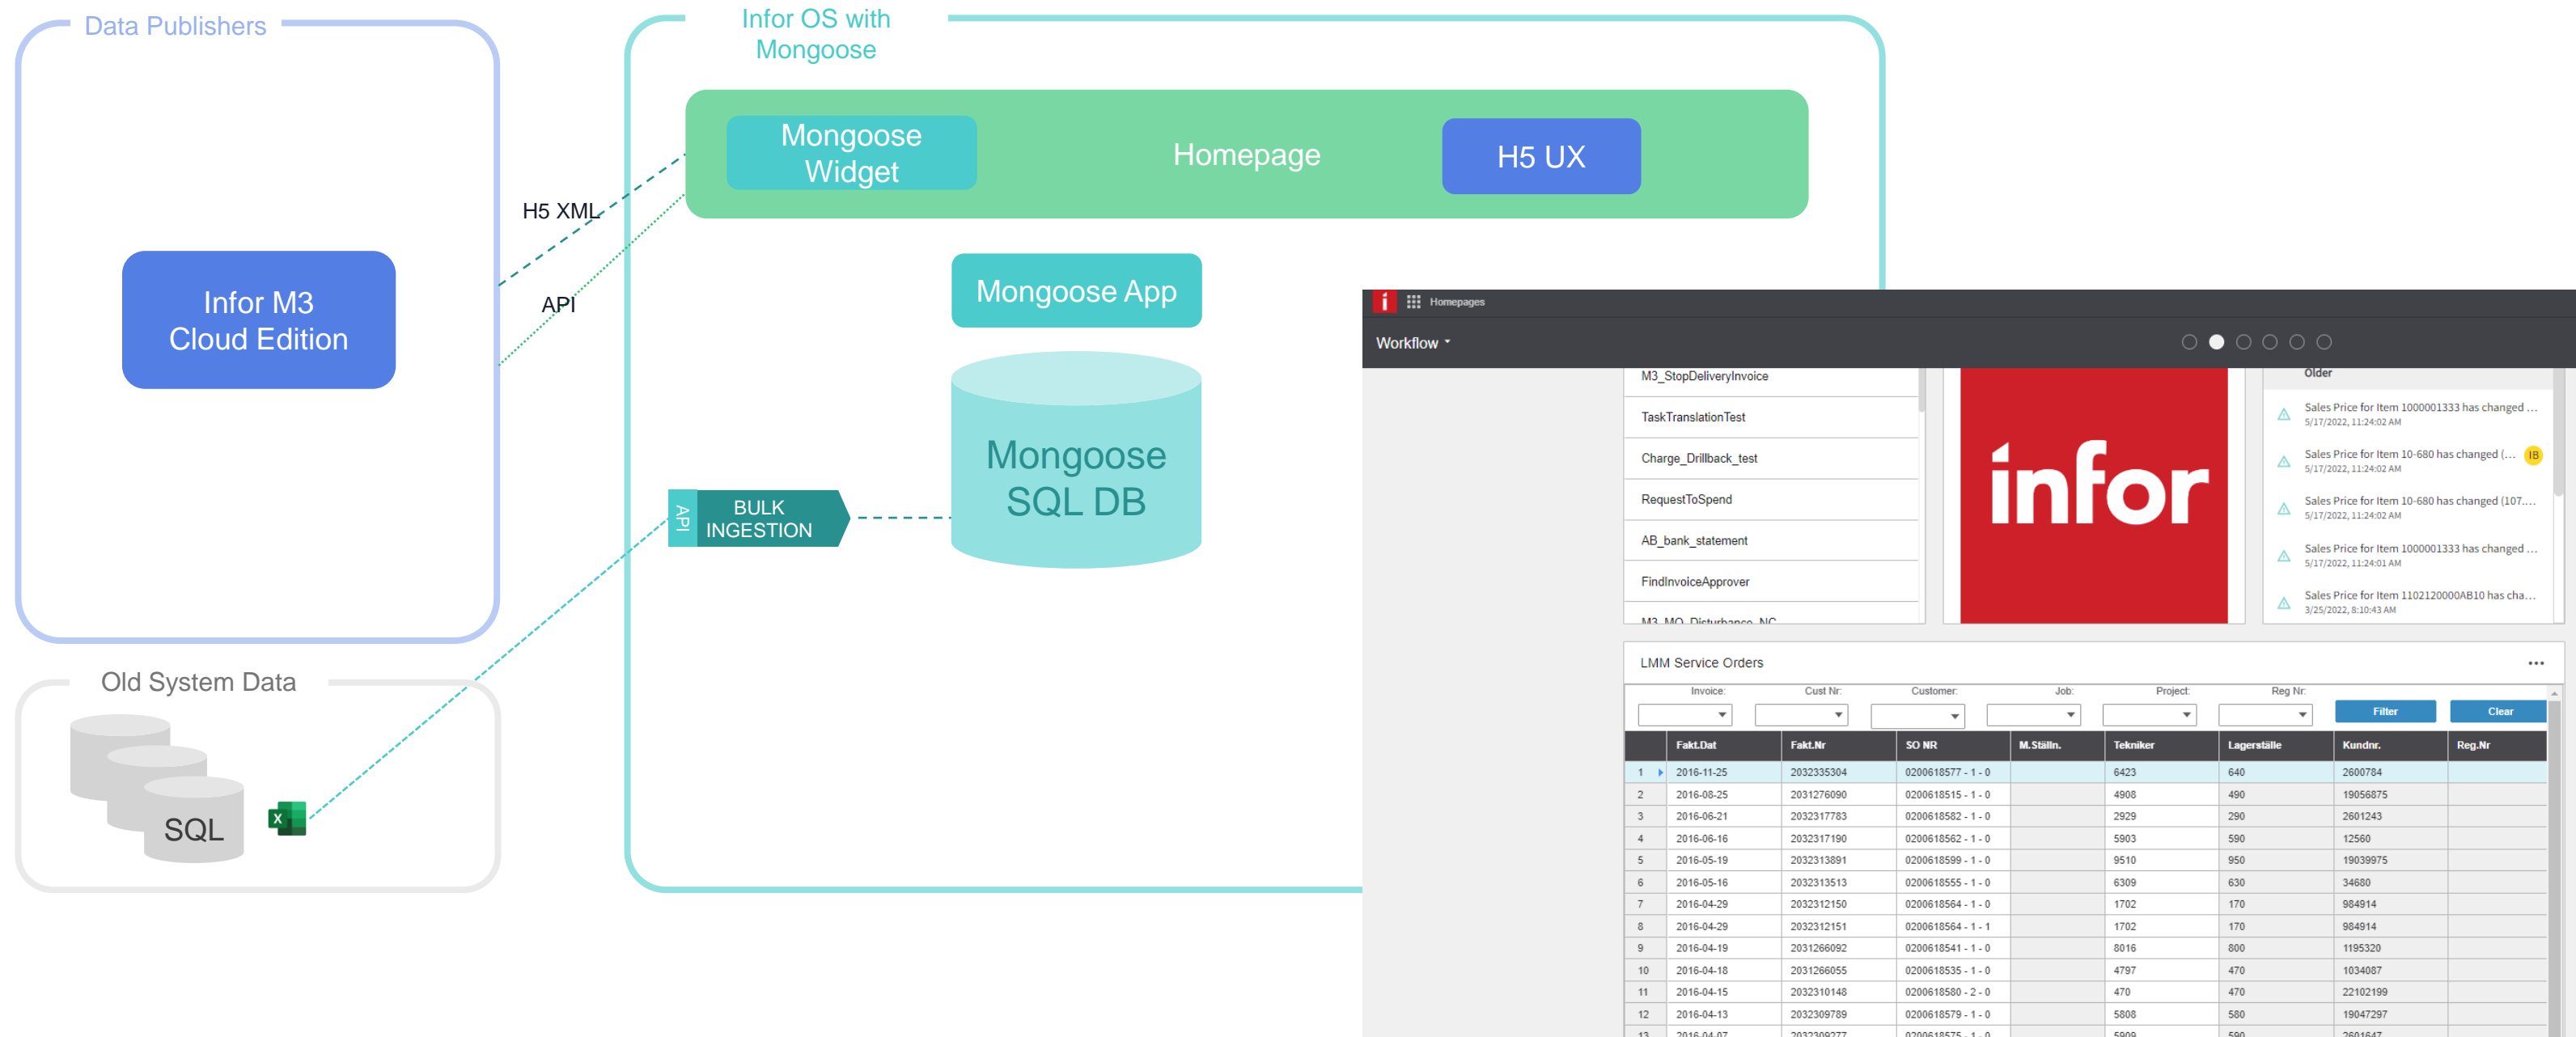 Data Publishers
Infor OS with
Mongoose
Mongoose
Widget
Homepage
H5 UX
H5 XML
API
Infor M3
Cloud Edition
Mongoose App
Mongoose
SQL DB
API
BULK
INGESTION
Old System Data
SQL
X
Homepages
Workflow
M3_StopDeliveryInvoice
TaskTranslationTest
Charge_Drillback_test
RequestToSpend
AB_bank_statement
FindInvoiceApprover
M3_MO_Disturbance_NC
infor
Older
Sales Price for Item 1000001333 has changed ...
5/17/2022, 11:24:02 AM
Sales Price for Item 10-680 has changed (... IB
5/17/2022, 11:24:02 AM
Sales Price for Item 10-680 has changed (107....
5/17/2022, 11:24:02 AM
Sales Price for Item 1000001333 has changed ...
5/17/2022, 11:24:01 AM
Sales Price for Item 1102120000AB10 has cha...
3/25/2022, 8:10:43 AM
LMM Service Orders
Invoice: Cust Nr: Customer: Job: Project: Reg Nr:
Filter Clear
Fakt.Dat Fakt.Nr SO NR M.Ställn. Tekniker Lagerställe Kundnr. Reg.Nr
1 2016-11-25 2032335304 0200618577 - 1 - 0 6423 640 2600784
2 2016-08-25 2031276090 0200618515 - 1 - 0 4908 490 19056875
3 2016-06-21 2032317783 0200618582 - 1 - 0 2929 290 2601243
4 2016-06-16 2032317190 0200618562 - 1 - 0 5903 590 12560
5 2016-05-19 2032313891 0200618599 - 1 - 0 9510 950 19039975
6 2016-05-16 2032313513 0200618555 - 1 - 0 6309 630 34680
7 2016-04-29 2032312150 0200618564 - 1 - 0 1702 170 984914
8 2016-04-29 2032312151 0200618564 - 1 - 1 1702 170 984914
9 2016-04-19 2031266092 0200618541 - 1 - 0 8016 800 1195320
10 2016-04-18 2031266055 0200618535 - 1 - 0 4797 470 1034087
11 2016-04-15 2032310148 0200618580 - 2 - 0 470 470 22102199
12 2016-04-13 2032309789 0200618579 - 1 - 0 5808 580 19047297
13 2016-04-07 2032309277 0200618575 - 1 - 0 5909 590 2601647